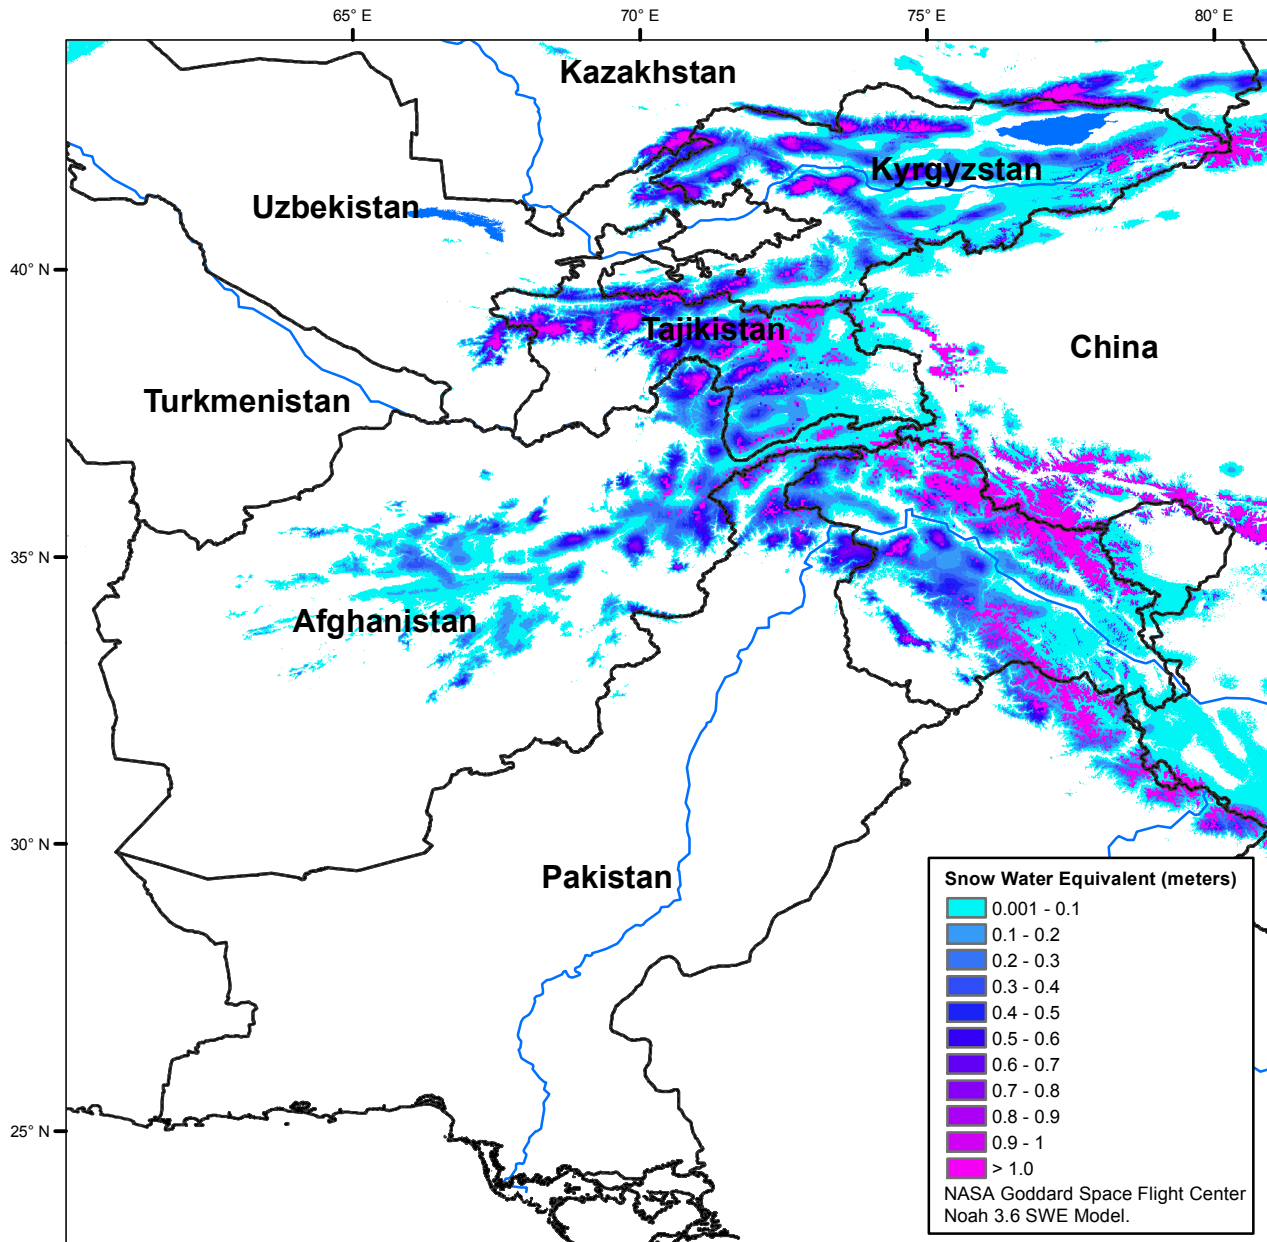 65° E
70° E
75° E
80° E
Kazakhstan
Kyrgyzstan
Uzbekistan
40° N
Tajikistan
China
Turkmenistan
35° N
Afghanistan
30° N
Pakistan
25° N
Snow Water Equivalent (meters)
0.001 - 0.1
0.1 - 0.2
0.2 - 0.3
0.3 - 0.4
0.4 - 0.5
0.5 - 0.6
0.6 - 0.7
0.7 - 0.8
0.8 - 0.9
0.9 - 1
> 1.0
NASA Goddard Space Flight Center
Noah 3.6 SWE Model.